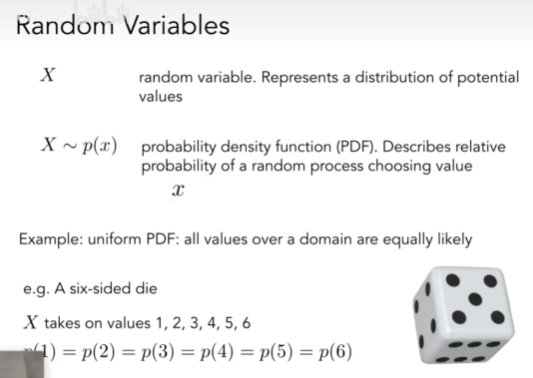 Random Variables
X random variable. Represents a distribution of potential
values
X ~ p(x) probability density function (PDF). Describes relative
probability of a random process choosing value
x
Example: uniform PDF: all values over a domain are equally likely
e.g. A six-sided die
X takes on values 1, 2, 3, 4, 5, 6
(1) = p(2) = p(3) = p(4) = p(5) = p(6)